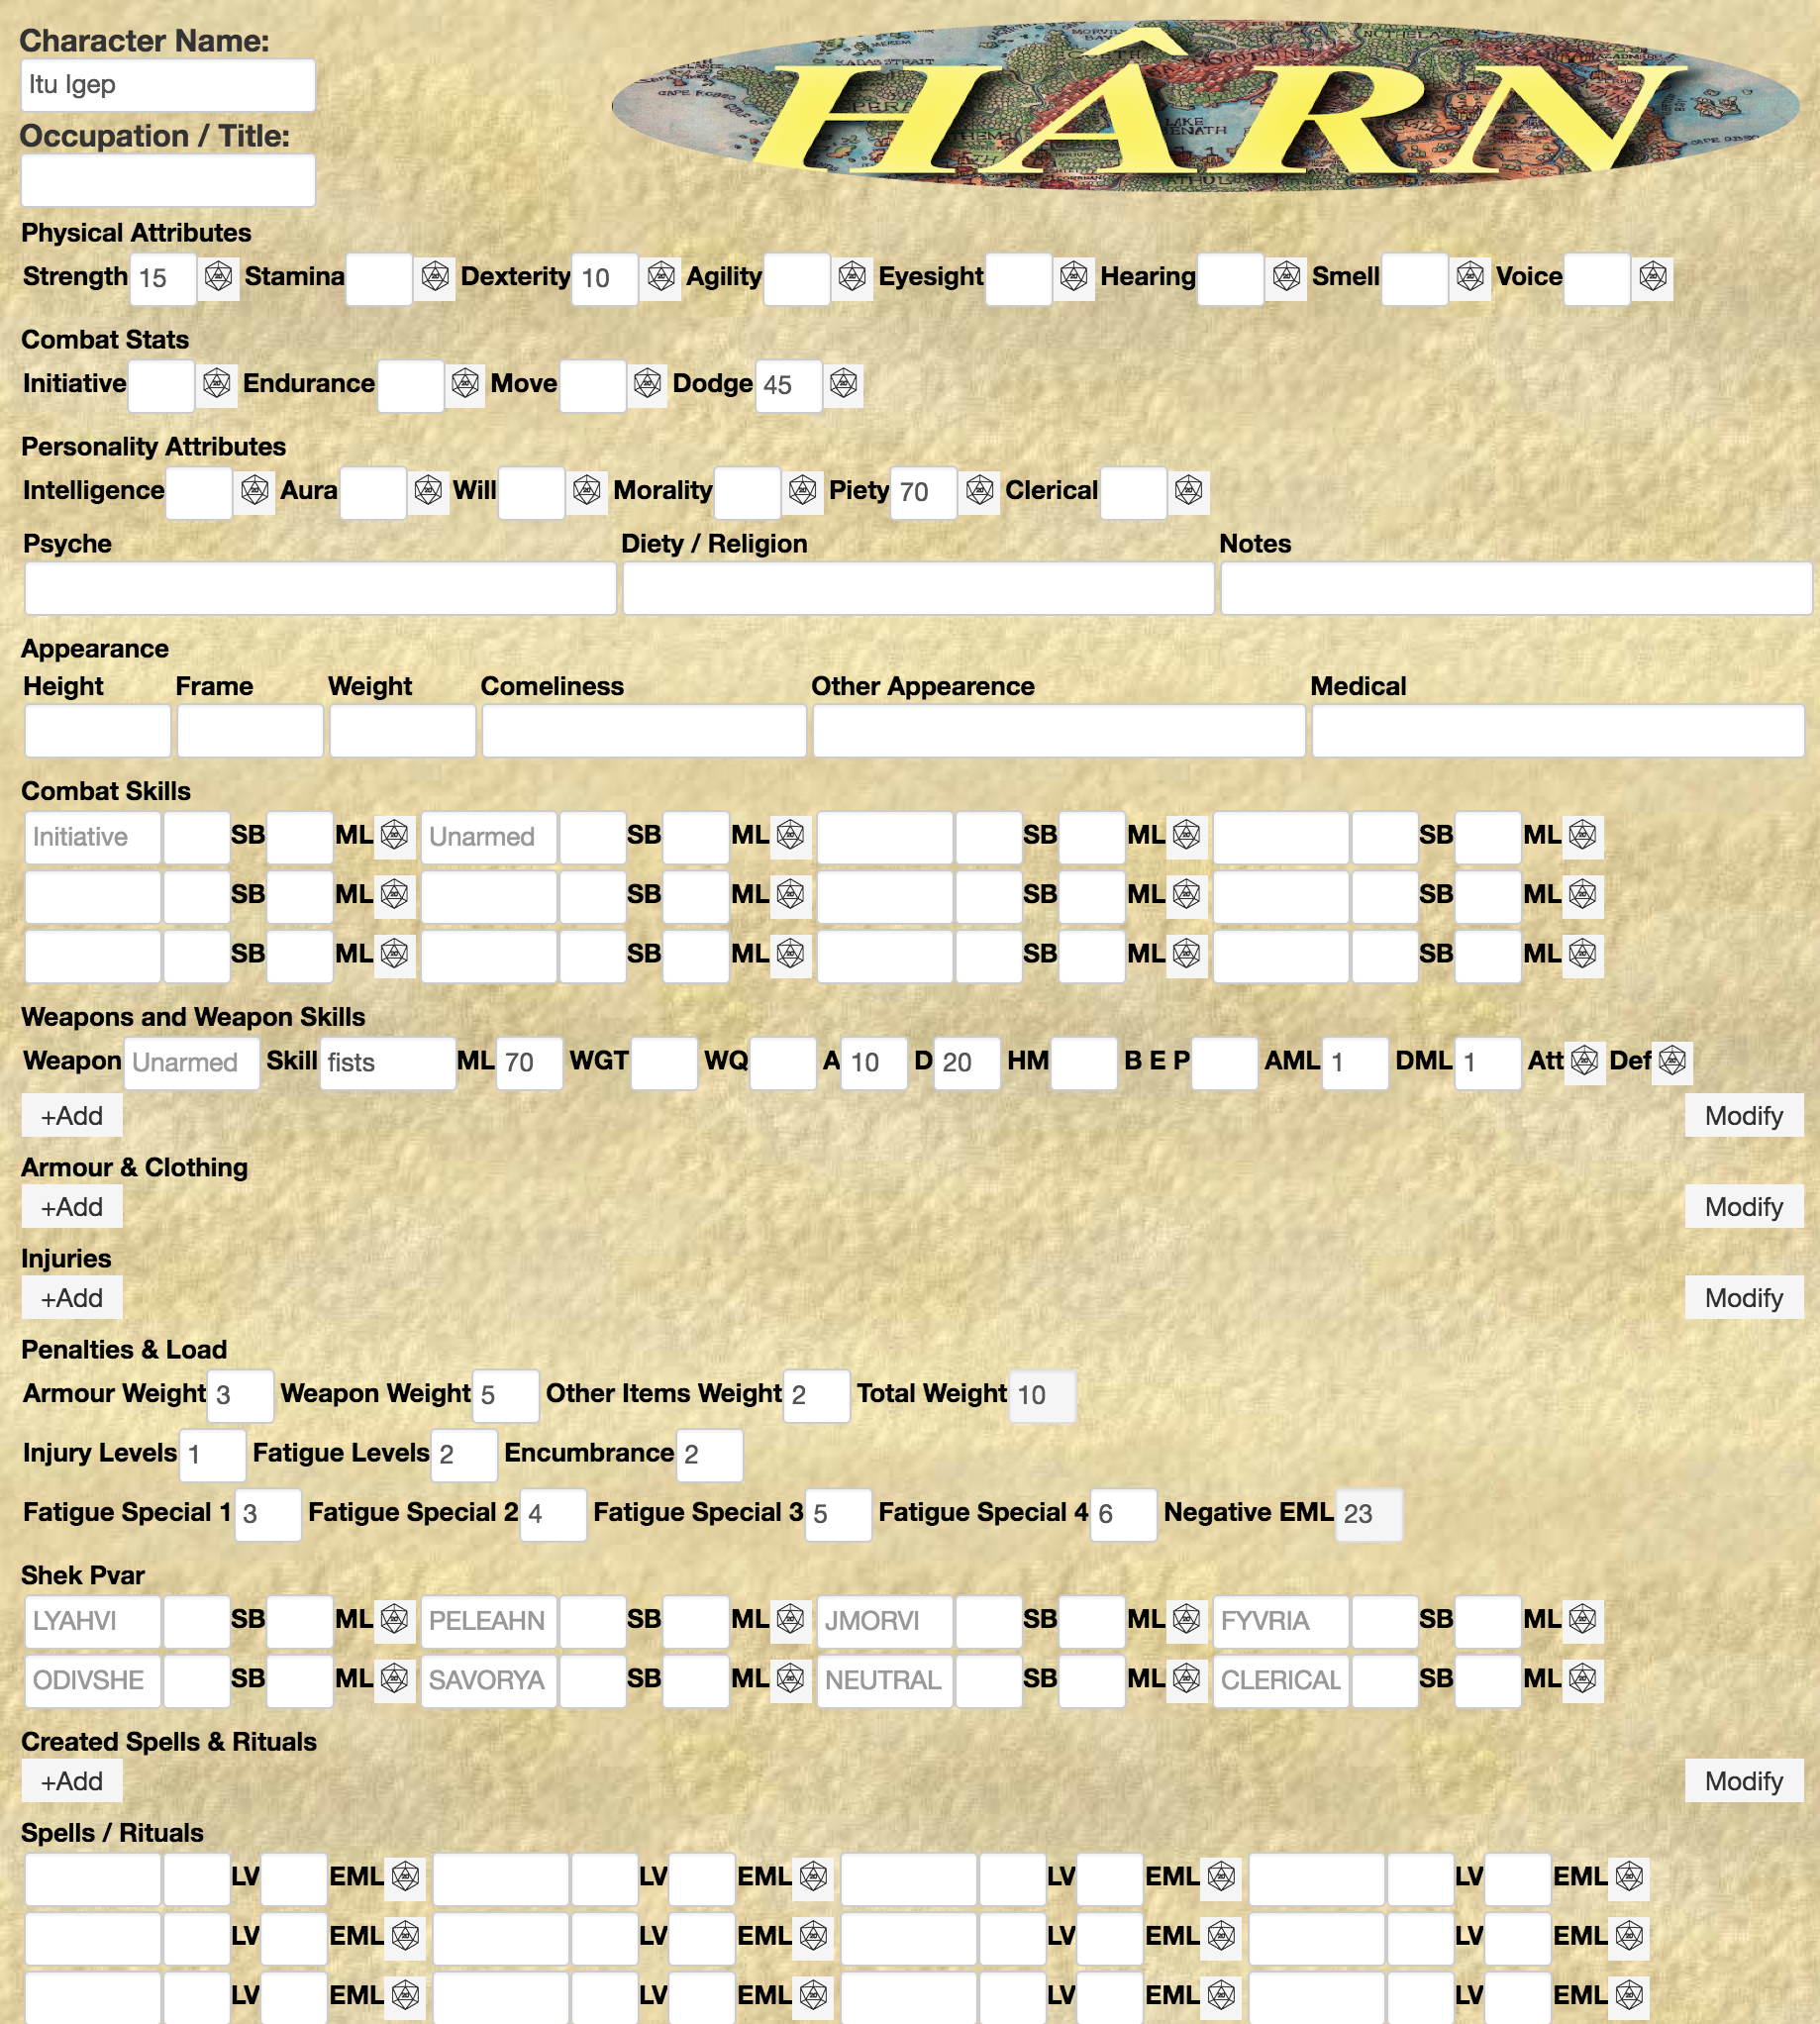 Character Name:
Itu Igep
HÂRN
Occupation / Title:
Physical Attributes
Strength 15 Stamina Dexterity 10 Agility Eyesight Hearing Smell Voice
Combat Stats
Initiative Endurance Move Dodge 45
Personality Attributes
Intelligence Aura Will Morality Piety 70 Clerical
Psyche Diety / Religion Notes
Appearance
Height Frame Weight Comeliness Other Appearence Medical
Combat Skills
Initiative SB ML Unarmed SB ML SB ML SB ML
SB ML SB ML SB ML SB ML
SB ML SB ML SB ML SB ML
Weapons and Weapon Skills
Weapon Unarmed Skill fists ML 70 WGT WQ A 10 D 20 HM B E P AML 1 DML 1 Att Def
+Add Modify
Armour & Clothing
+Add Modify
Injuries
+Add Modify
Penalties & Load
Armour Weight 3 Weapon Weight 5 Other Items Weight 2 Total Weight 10
Injury Levels 1 Fatigue Levels 2 Encumbrance 2
Fatigue Special 1 3 Fatigue Special 2 4 Fatigue Special 3 5 Fatigue Special 4 6 Negative EML 23
Shek Pvar
LYAHVI SB ML PELEAHN SB ML JMORVI SB ML FYVRIA SB ML
ODIVSHE SB ML SAVORYA SB ML NEUTRAL SB ML CLERICAL SB ML
Created Spells & Rituals
+Add Modify
Spells / Rituals
LV EML LV EML LV EML LV EML
LV EML LV EML LV EML LV EML
LV EML LV EML LV EML LV EML